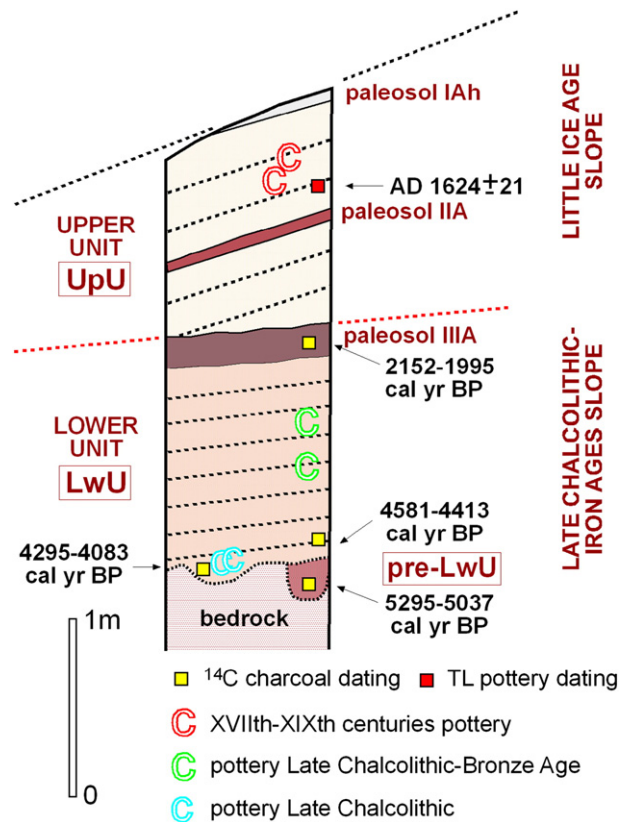 paleosol IAh
LITTLE ICE AGE
SLOPE
AD 1624±21
paleosol IIA
UPPER
UNIT
UpU
paleosol IIIA
2152-1995
cal yr BP
LATE CHALCOLITHIC-
IRON AGES SLOPE
LOWER
UNIT
LwU
4581-4413
cal yr BP
4295-4083
cal yr BP
pre-LwU
5295-5037
cal yr BP
bedrock
1m
0
¹⁴C charcoal dating
TL pottery dating
C XVIIth-XIXth centuries pottery
C pottery Late Chalcolithic-Bronze Age
C pottery Late Chalcolithic
C
C
C
C
C
C